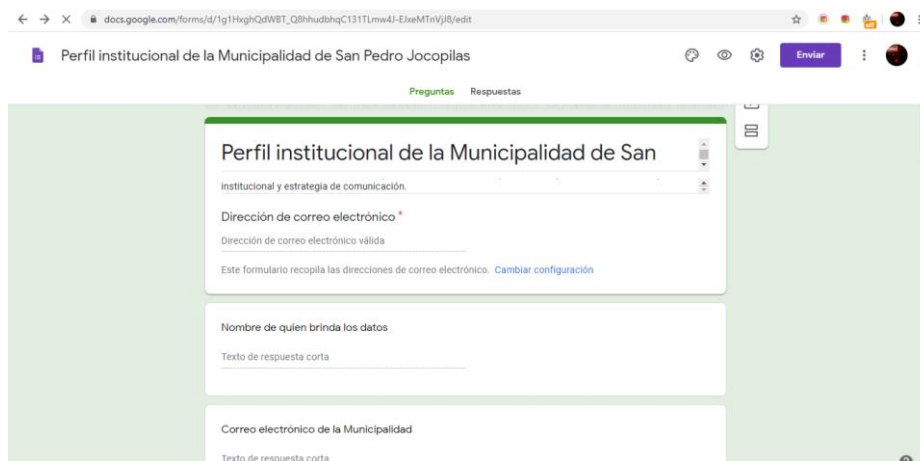 docs.google.com/forms/d/1g1HxghQdWBT_Q8hhudbhqC131TLmw4J-EJxeMTnVjJ8/edit
Perfil institucional de la Municipalidad de San Pedro Jocopilas
Enviar
Preguntas Respuestas
Perfil institucional de la Municipalidad de San
institucional y estrategia de comunicación.
Dirección de correo electrónico *
Dirección de correo electrónico válida
Este formulario recopila las direcciones de correo electrónico. Cambiar configuración
Nombre de quien brinda los datos
Texto de respuesta corta
Correo electrónico de la Municipalidad
Texto de respuesta corta